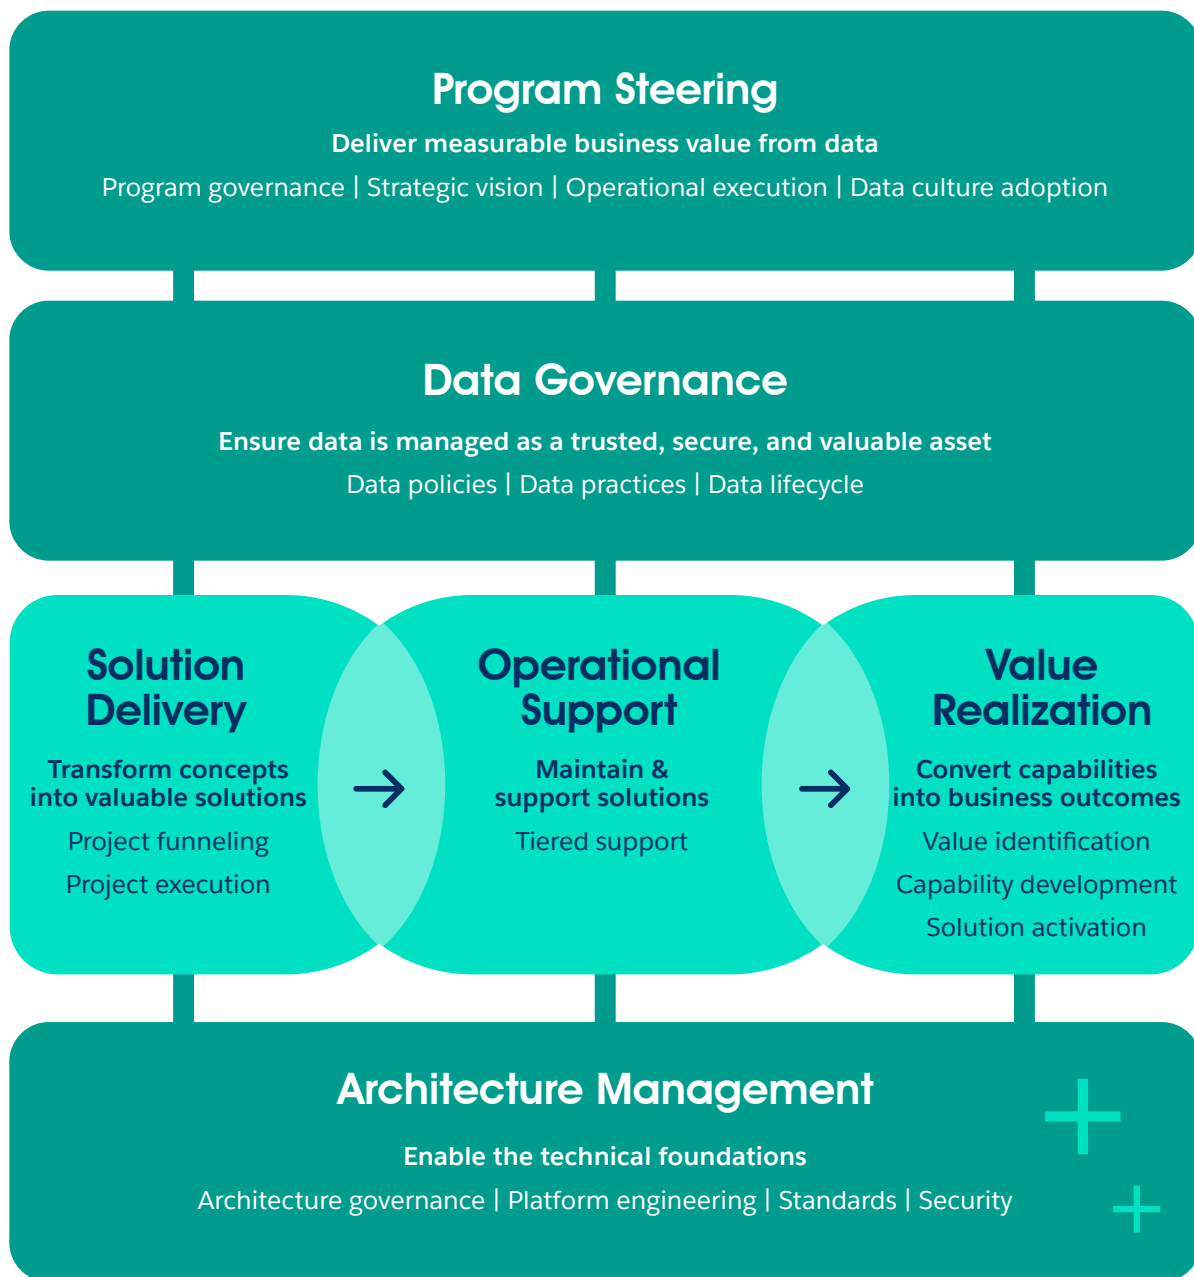 Program Steering
Deliver measurable business value from data
Program governance | Strategic vision | Operational execution | Data culture adoption
Data Governance
Ensure data is managed as a trusted, secure, and valuable asset
Data policies | Data practices | Data lifecycle
Solution
Delivery
Transform concepts
into valuable solutions
Project funneling
Project execution
Operational
Support
Maintain &
support solutions
Tiered support
Value
Realization
Convert capabilities
into business outcomes
Value identification
Capability development
Solution activation
Architecture Management
Enable the technical foundations
Architecture governance | Platform engineering | Standards | Security